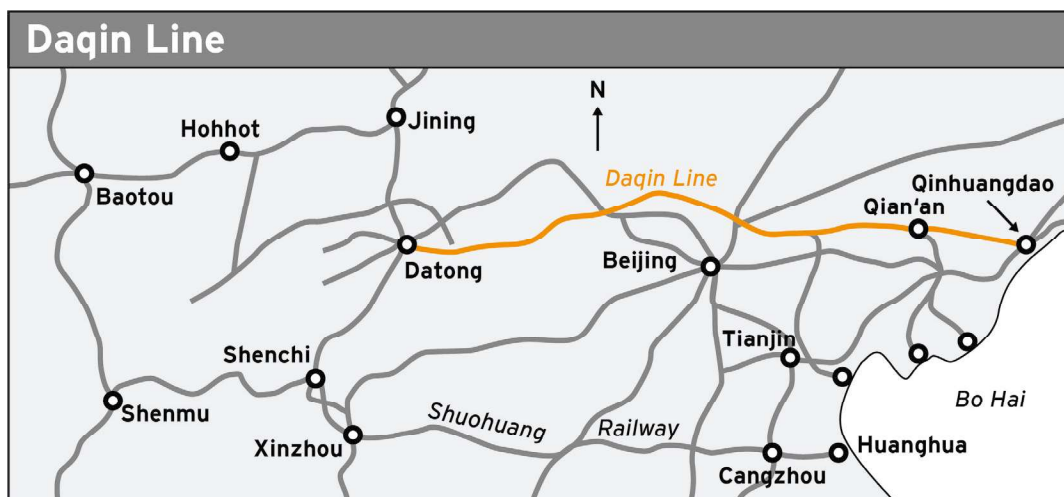 Daqin Line
N
Jining
Hohhot
Baotou
Daqin Line
Qinhuangdao
Qian'an
Datong
Beijing
Tianjin
Shenchi
Shenmu
Xinzhou
Shuohuang Railway
Cangzhou
Huanghua
Bo Hai